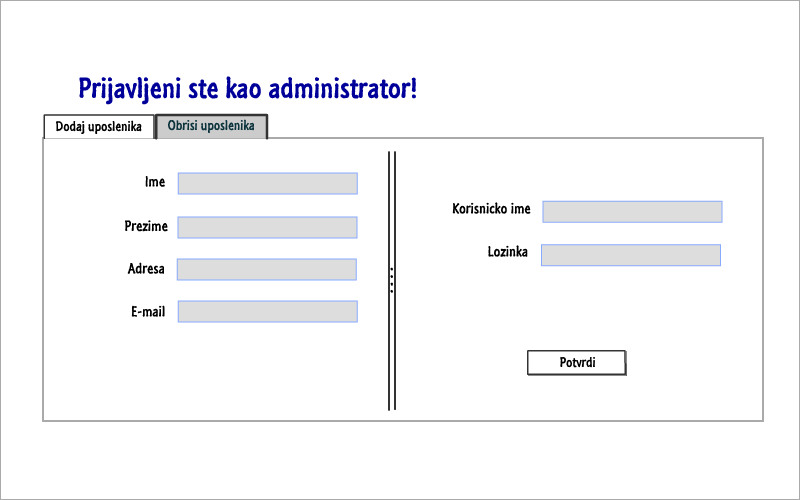 Prijavljeni ste kao administrator!
Dodaj uposlenika
Obrisi uposlenika
Ime
Prezime
Adresa
E-mail
Korisnicko ime
Lozinka
Potvrdi